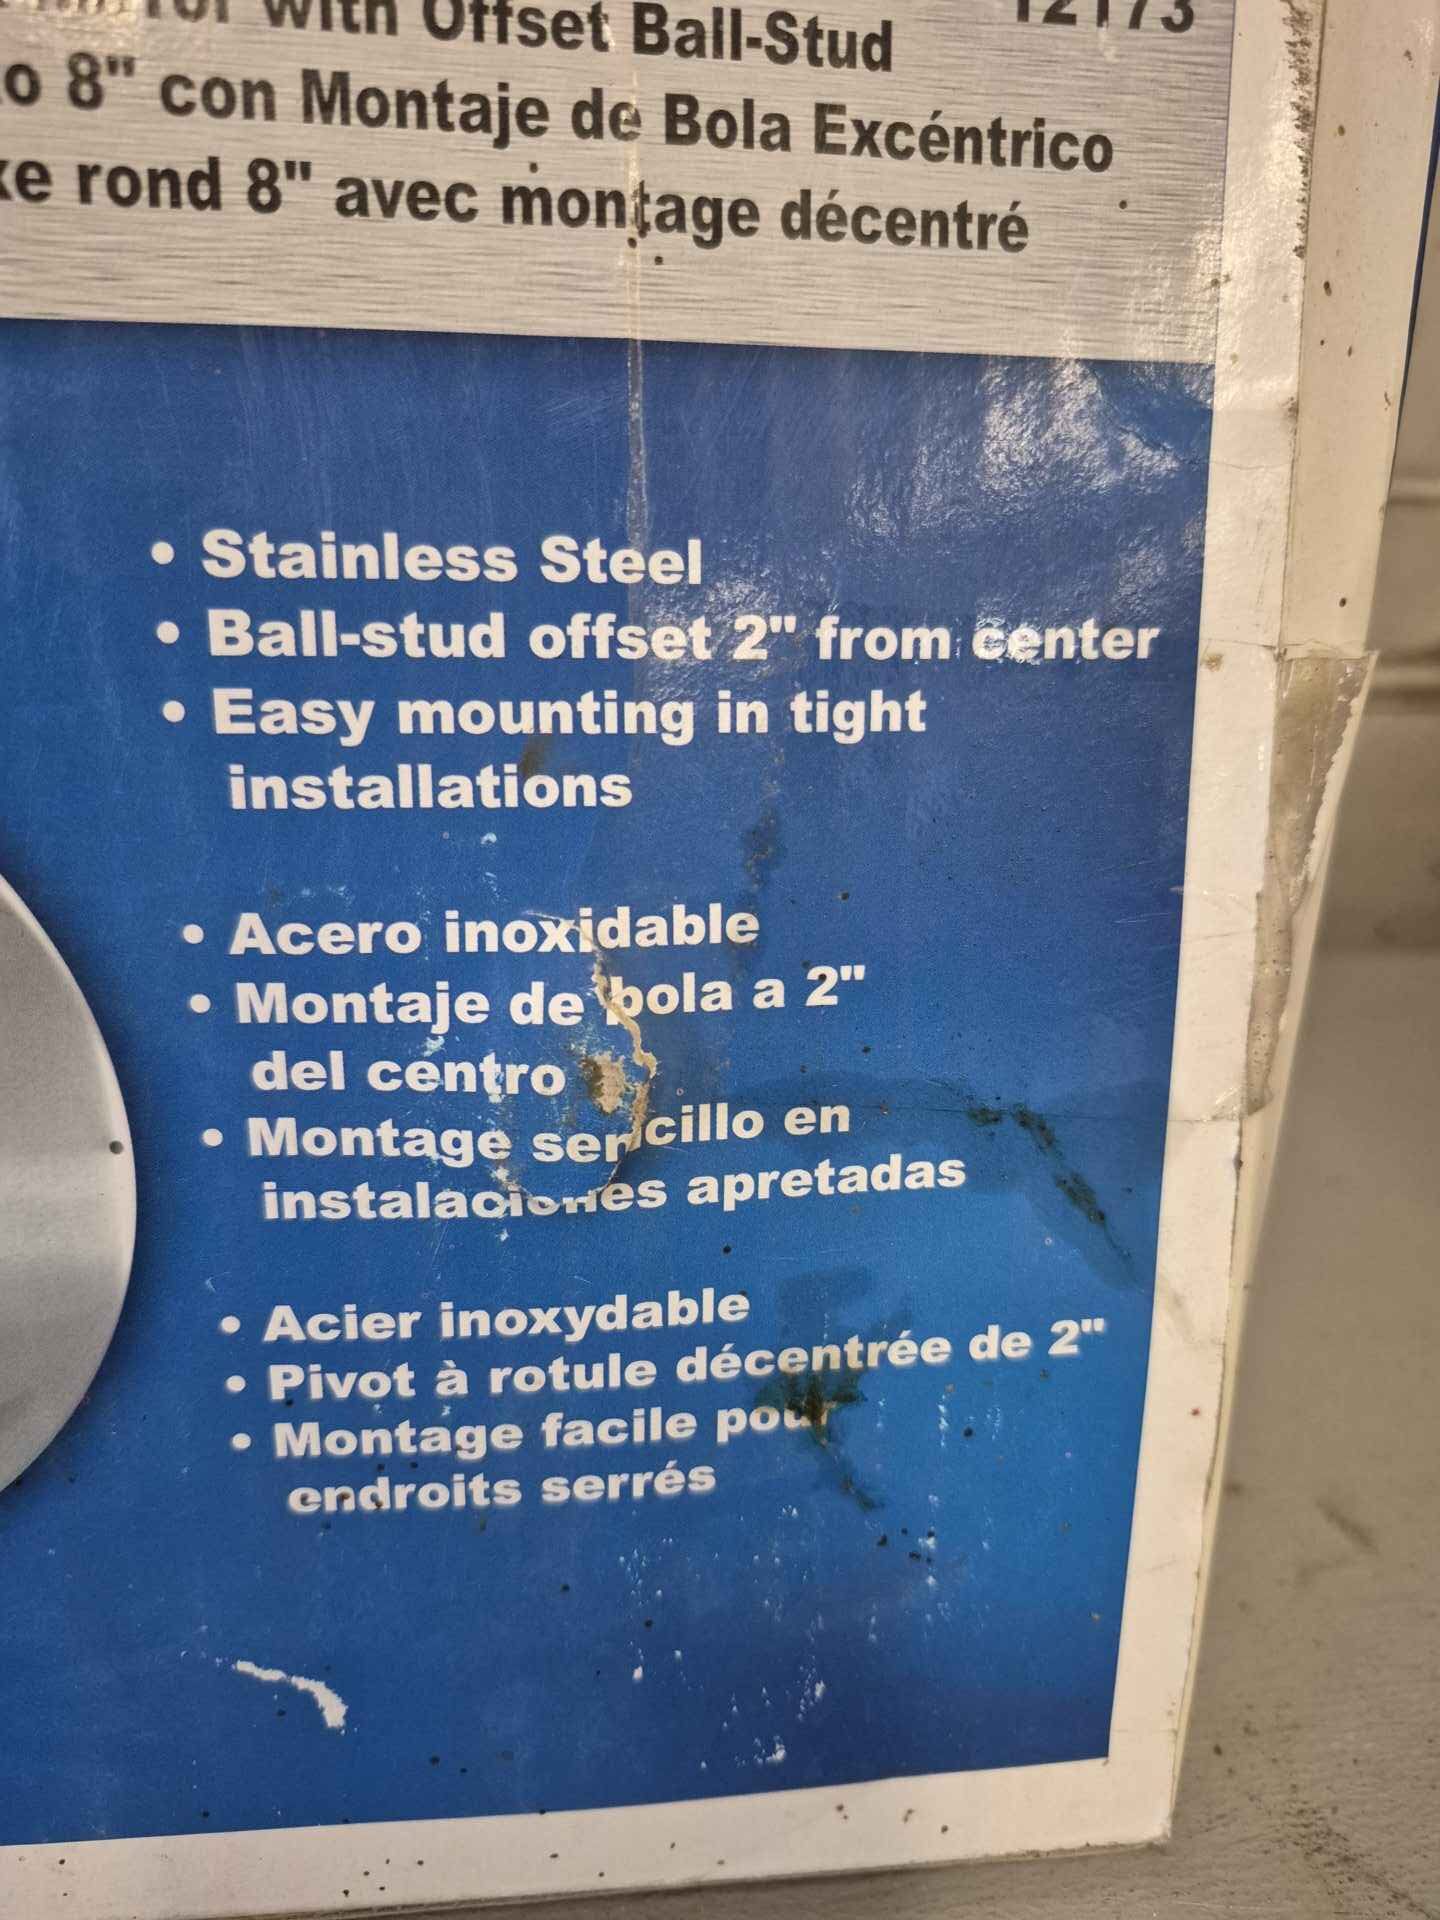 with Offset Ball-Stud
12173
8" con Montaje de Bola Excéntrico
rond 8" avec montage décentré
• Stainless Steel
• Ball-stud offset 2" from center
• Easy mounting in tight
installations
• Acero inoxidable
• Montaje de bola a 2"
del centro
• Montage sencillo en
instalaciones apretadas
• Acier inoxydable
• Pivot à rotule décentrée de 2"
• Montage facile pour
endroits serrés